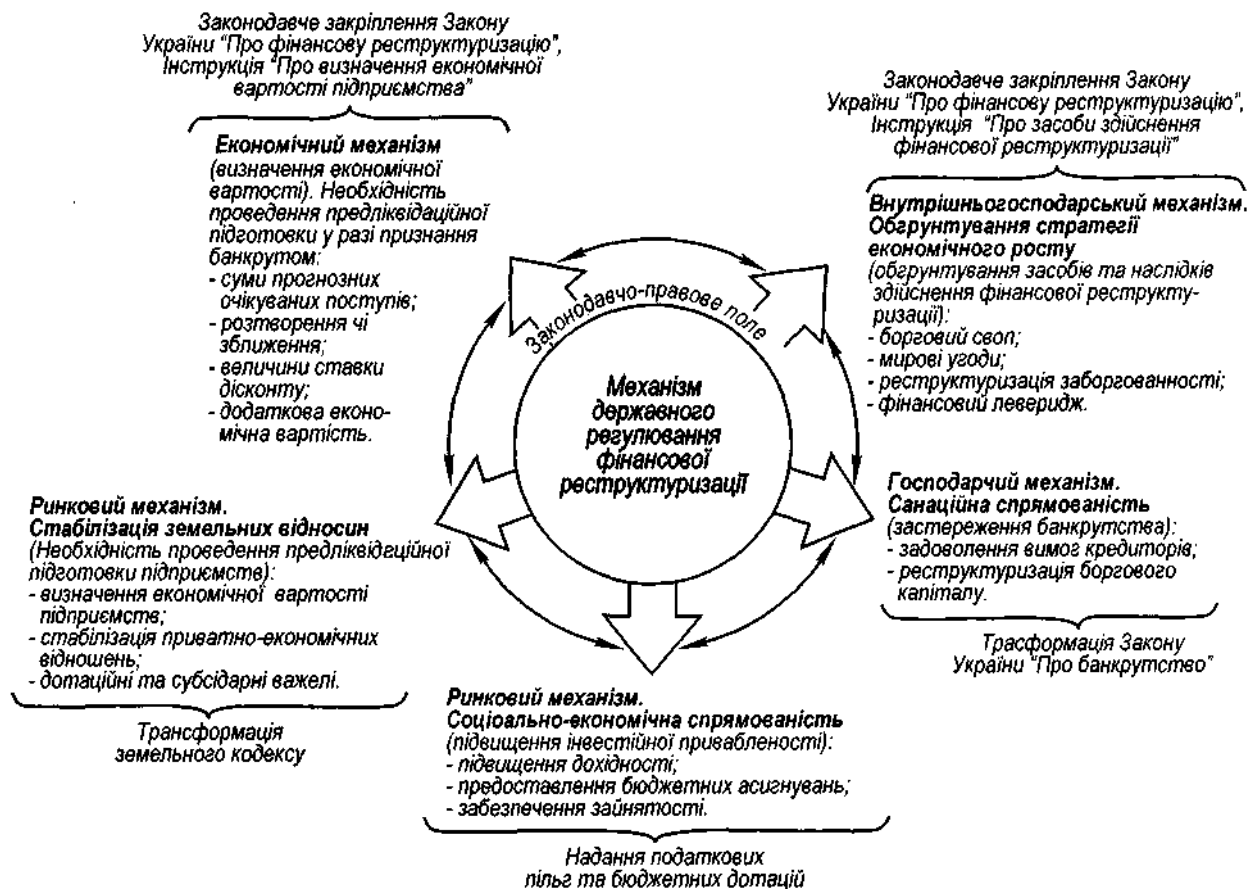 Законодавче закріплення Закону
України “Про фінансову реструктуризацію”,
Інструкція “Про визначення економічної
вартості підприємства”
Економічний механізм
(визначення економічної
вартості). Необхідність
проведення предліквідаційної
підготовки у разі признання
банкрутом:
- суми прогнозних
очікуваних поступів;
- розтворення чі
зближення;
- величини ставки
дісконту;
- додаткова еконо-
мічна вартість.
Законодавче закріплення Закону
України “Про фінансову реструктуризацію”,
Інструкція “Про засоби здійснення
фінансової реструктуризації”
Внутрішньогосподарський механізм.
Обгрунтування стратегії
економічного росту
(обгрунтування засобів та наслідків
здійснення фінансової реструкту-
ризації):
- борговий своп;
- мирові угоди;
- реструктуризація заборгованності;
- фінансовий леверидж.
Законодавчо-правове поле
Механізм
державного
регулювання
фінансової
реструктуризації
Господарчий механізм.
Санаційна спрямованість
(застереження банкрутства):
- задоволення вимог кредиторів;
- реструктуризація боргового
капіталу.
Трасформація Закону
України “Про банкрутство”
Ринковий механізм.
Стабілізація земельних відносин
(Необхідність проведення предліквідаційної
підготовки підприємств):
- визначення економічної вартості
підприємств;
- стабілізація приватно-економічних
відношень;
- дотаційні та субсідарні важелі.
Трансформація
земельного кодексу
Ринковий механізм.
Соціоально-економічна спрямованість
(підвищення інвестійної привабленості):
- підвищення дохідності;
- предоставлення бюджетних асигнувань;
- забезпечення зайнятості.
Надання податкових
пільг та бюджетних дотацій